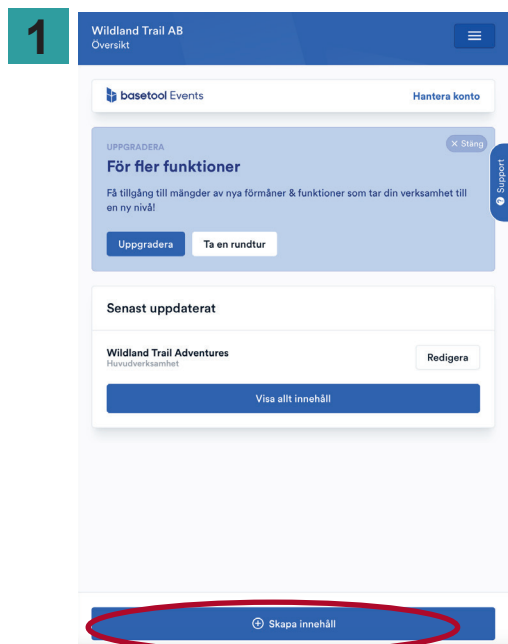 1
Wildland Trail AB
Översikt
basetool Events
Hantera konto
UPPGRADERA
× Stäng
För fler funktioner
Få tillgång till mängder av nya förmåner & funktioner som tar din verksamhet till
en ny nivå!
Uppgradera
Ta en rundtur
? Support
Senast uppdaterat
Wildland Trail Adventures
Huvudverksamhet
Redigera
Visa allt innehåll
Skapa innehåll